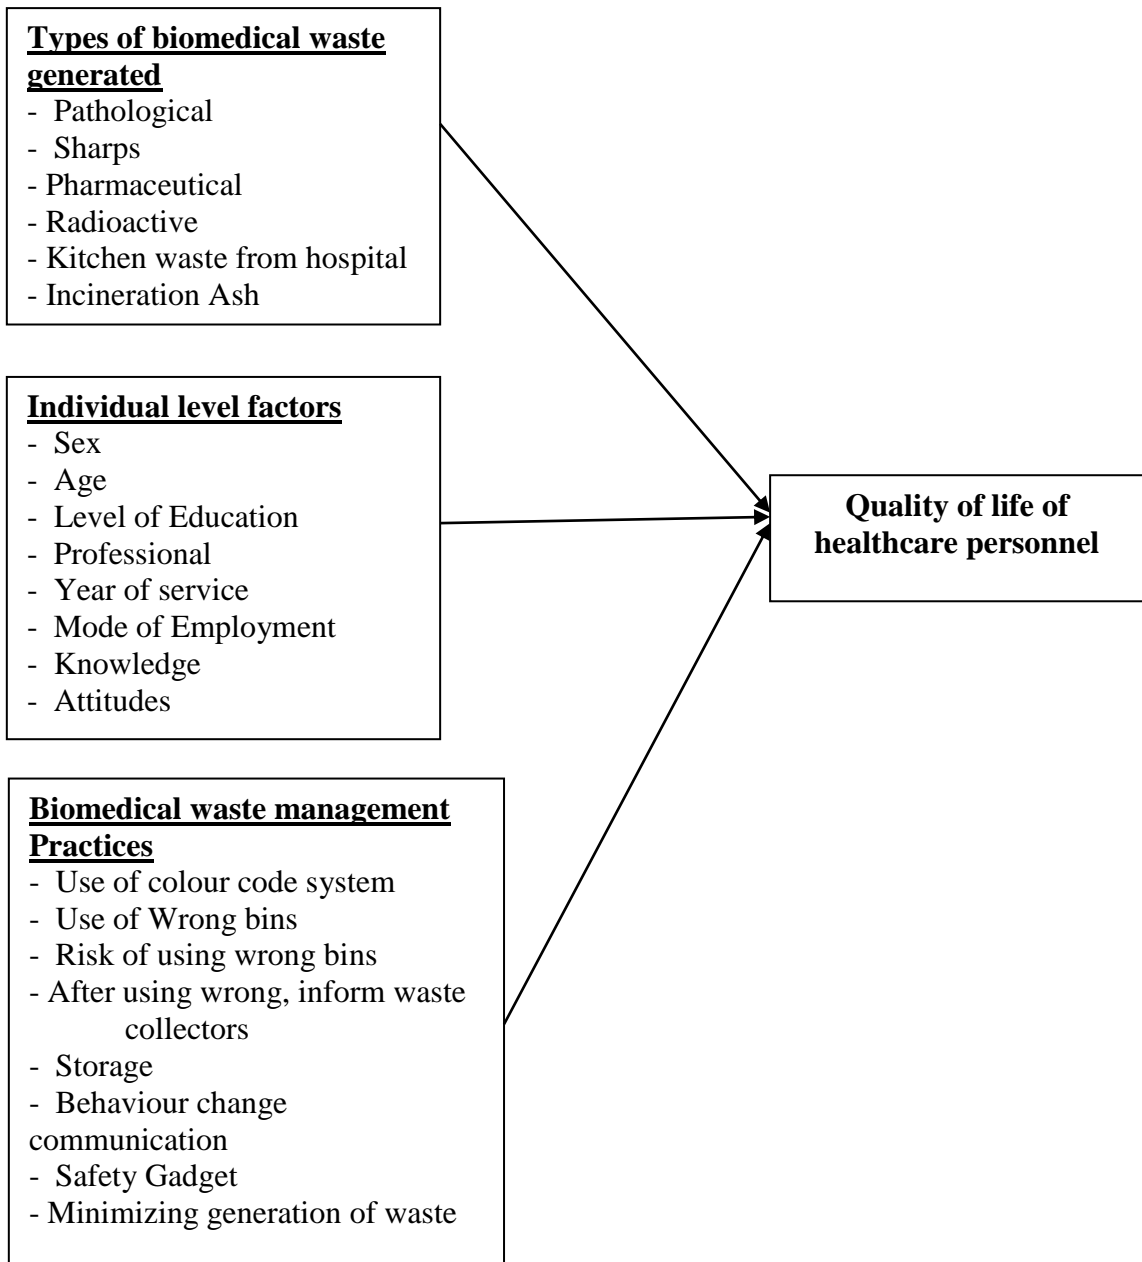 Types of biomedical waste
generated
- Pathological
- Sharps
- Pharmaceutical
- Radioactive
- Kitchen waste from hospital
- Incineration Ash
Individual level factors
- Sex
- Age
- Level of Education
- Professional
- Year of service
- Mode of Employment
- Knowledge
- Attitudes
Quality of life of
healthcare personnel
Biomedical waste management
Practices
- Use of colour code system
- Use of Wrong bins
- Risk of using wrong bins
- After using wrong, inform waste
collectors
- Storage
- Behaviour change
communication
- Safety Gadget
- Minimizing generation of waste